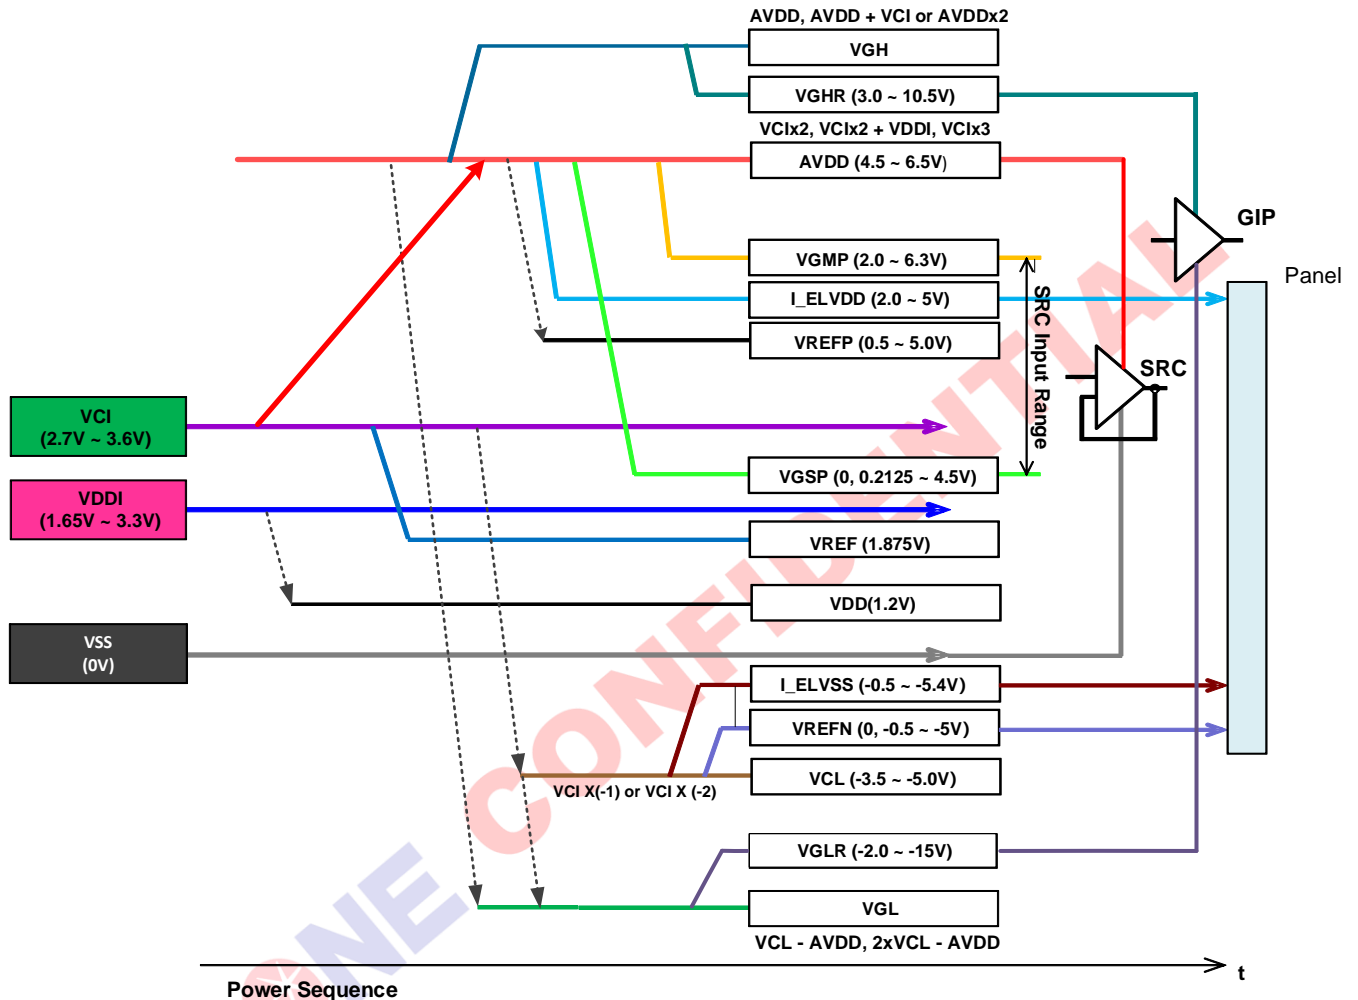 AVDD, AVDD + VCI or AVDDx2
VGH
VGHR (3.0 ~ 10.5V)
VCIx2, VCIx2 + VDDI, VCIx3
AVDD (4.5 ~ 6.5V)
GIP
VGMP (2.0 ~ 6.3V)
Panel
I_ELVDD (2.0 ~ 5V)
VREFP (0.5 ~ 5.0V)
SRC Input Range
SRC
VCI
(2.7V ~ 3.6V)
VGSP (0, 0.2125 ~ 4.5V)
VDDI
(1.65V ~ 3.3V)
VREF (1.875V)
VDD(1.2V)
VSS
(0V)
I_ELVSS (-0.5 ~ -5.4V)
VREFN (0, -0.5 ~ -5V)
VCL (-3.5 ~ -5.0V)
VCI X(-1) or VCI X (-2)
VGLR (-2.0 ~ -15V)
VGL
VCL - AVDD, 2xVCL - AVDD
t
Power Sequence
NE CONFIDENTIAL